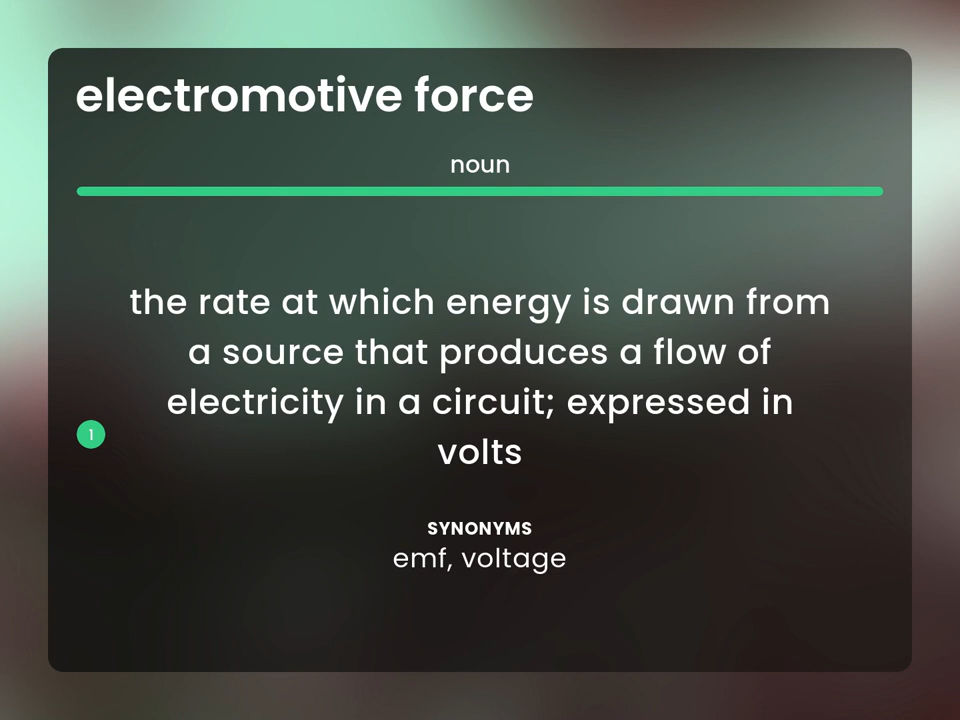 electromotive force
noun
the rate at which energy is drawn from
a source that produces a flow of
electricity in a circuit; expressed in
volts
1
SYNONYMS
emf, voltage